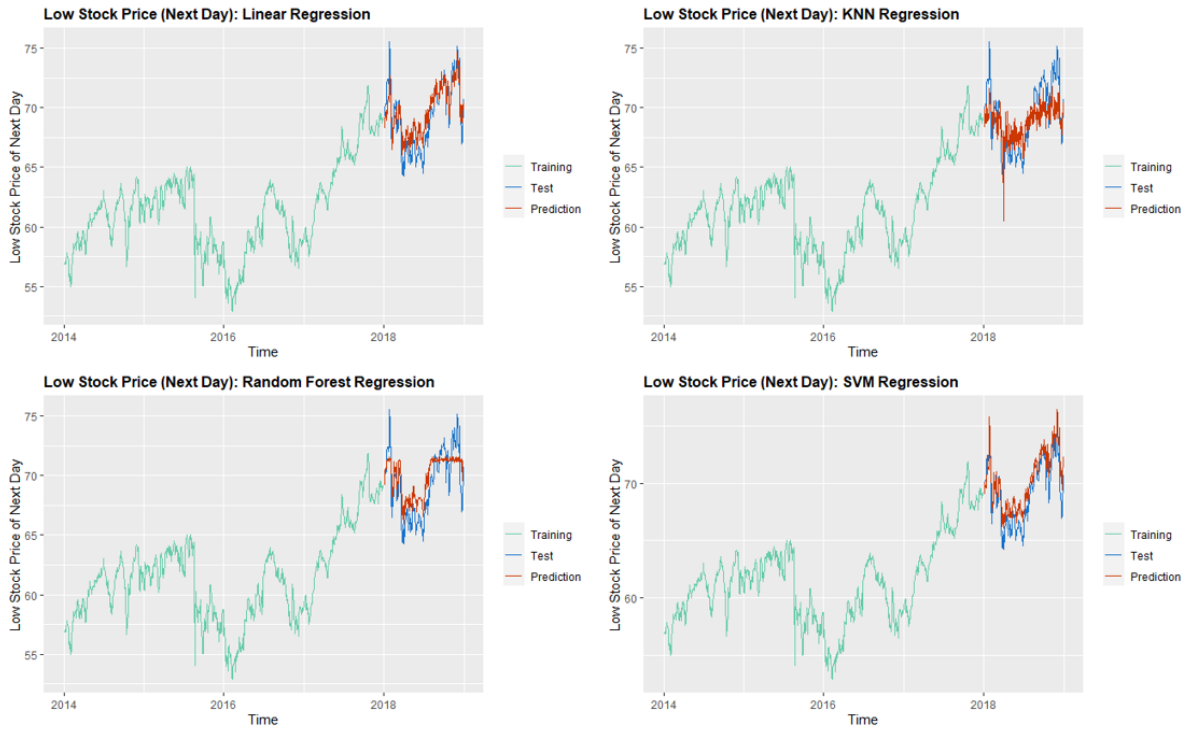 Low Stock Price (Next Day): Linear Regression
Low Stock Price of Next Day
75
70
65
60
55
2014
2016
2018
Time
Training
Test
Prediction
Low Stock Price (Next Day): KNN Regression
Low Stock Price of Next Day
75
70
65
60
55
2014
2016
2018
Time
Training
Test
Prediction
Low Stock Price (Next Day): Random Forest Regression
Low Stock Price of Next Day
75
70
65
60
55
2014
2016
2018
Time
Training
Test
Prediction
Low Stock Price (Next Day): SVM Regression
Low Stock Price of Next Day
70
60
2014
2016
2018
Time
Training
Test
Prediction